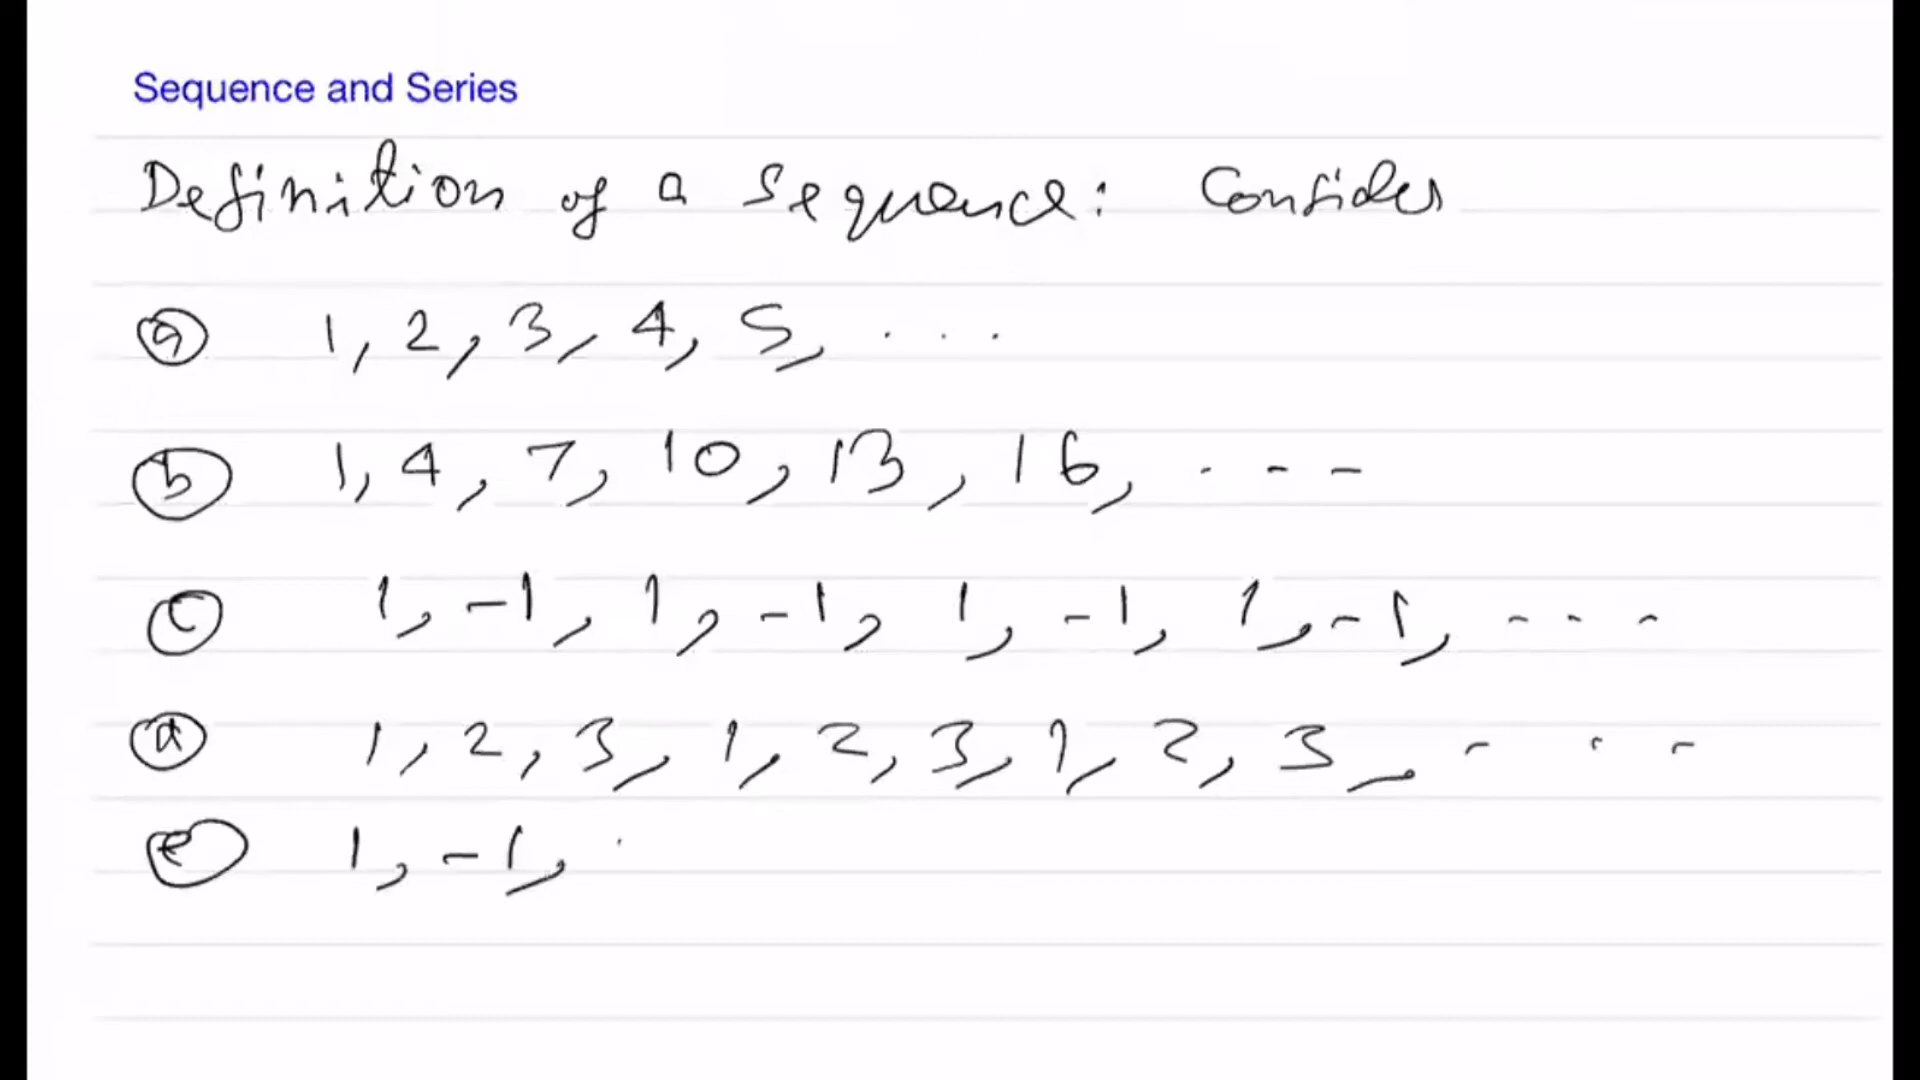 Sequence and Series
Definition of a Sequence: Consider
(a) 1, 2, 3, 4, 5, ...
(b) 1, 4, 7, 10, 13, 16, ...
(c) 1, -1, 1, -1, 1, -1, 1, -1, ...
(d) 1, 2, 3, 1, 2, 3, 1, 2, 3, ...
(e) 1, -1,